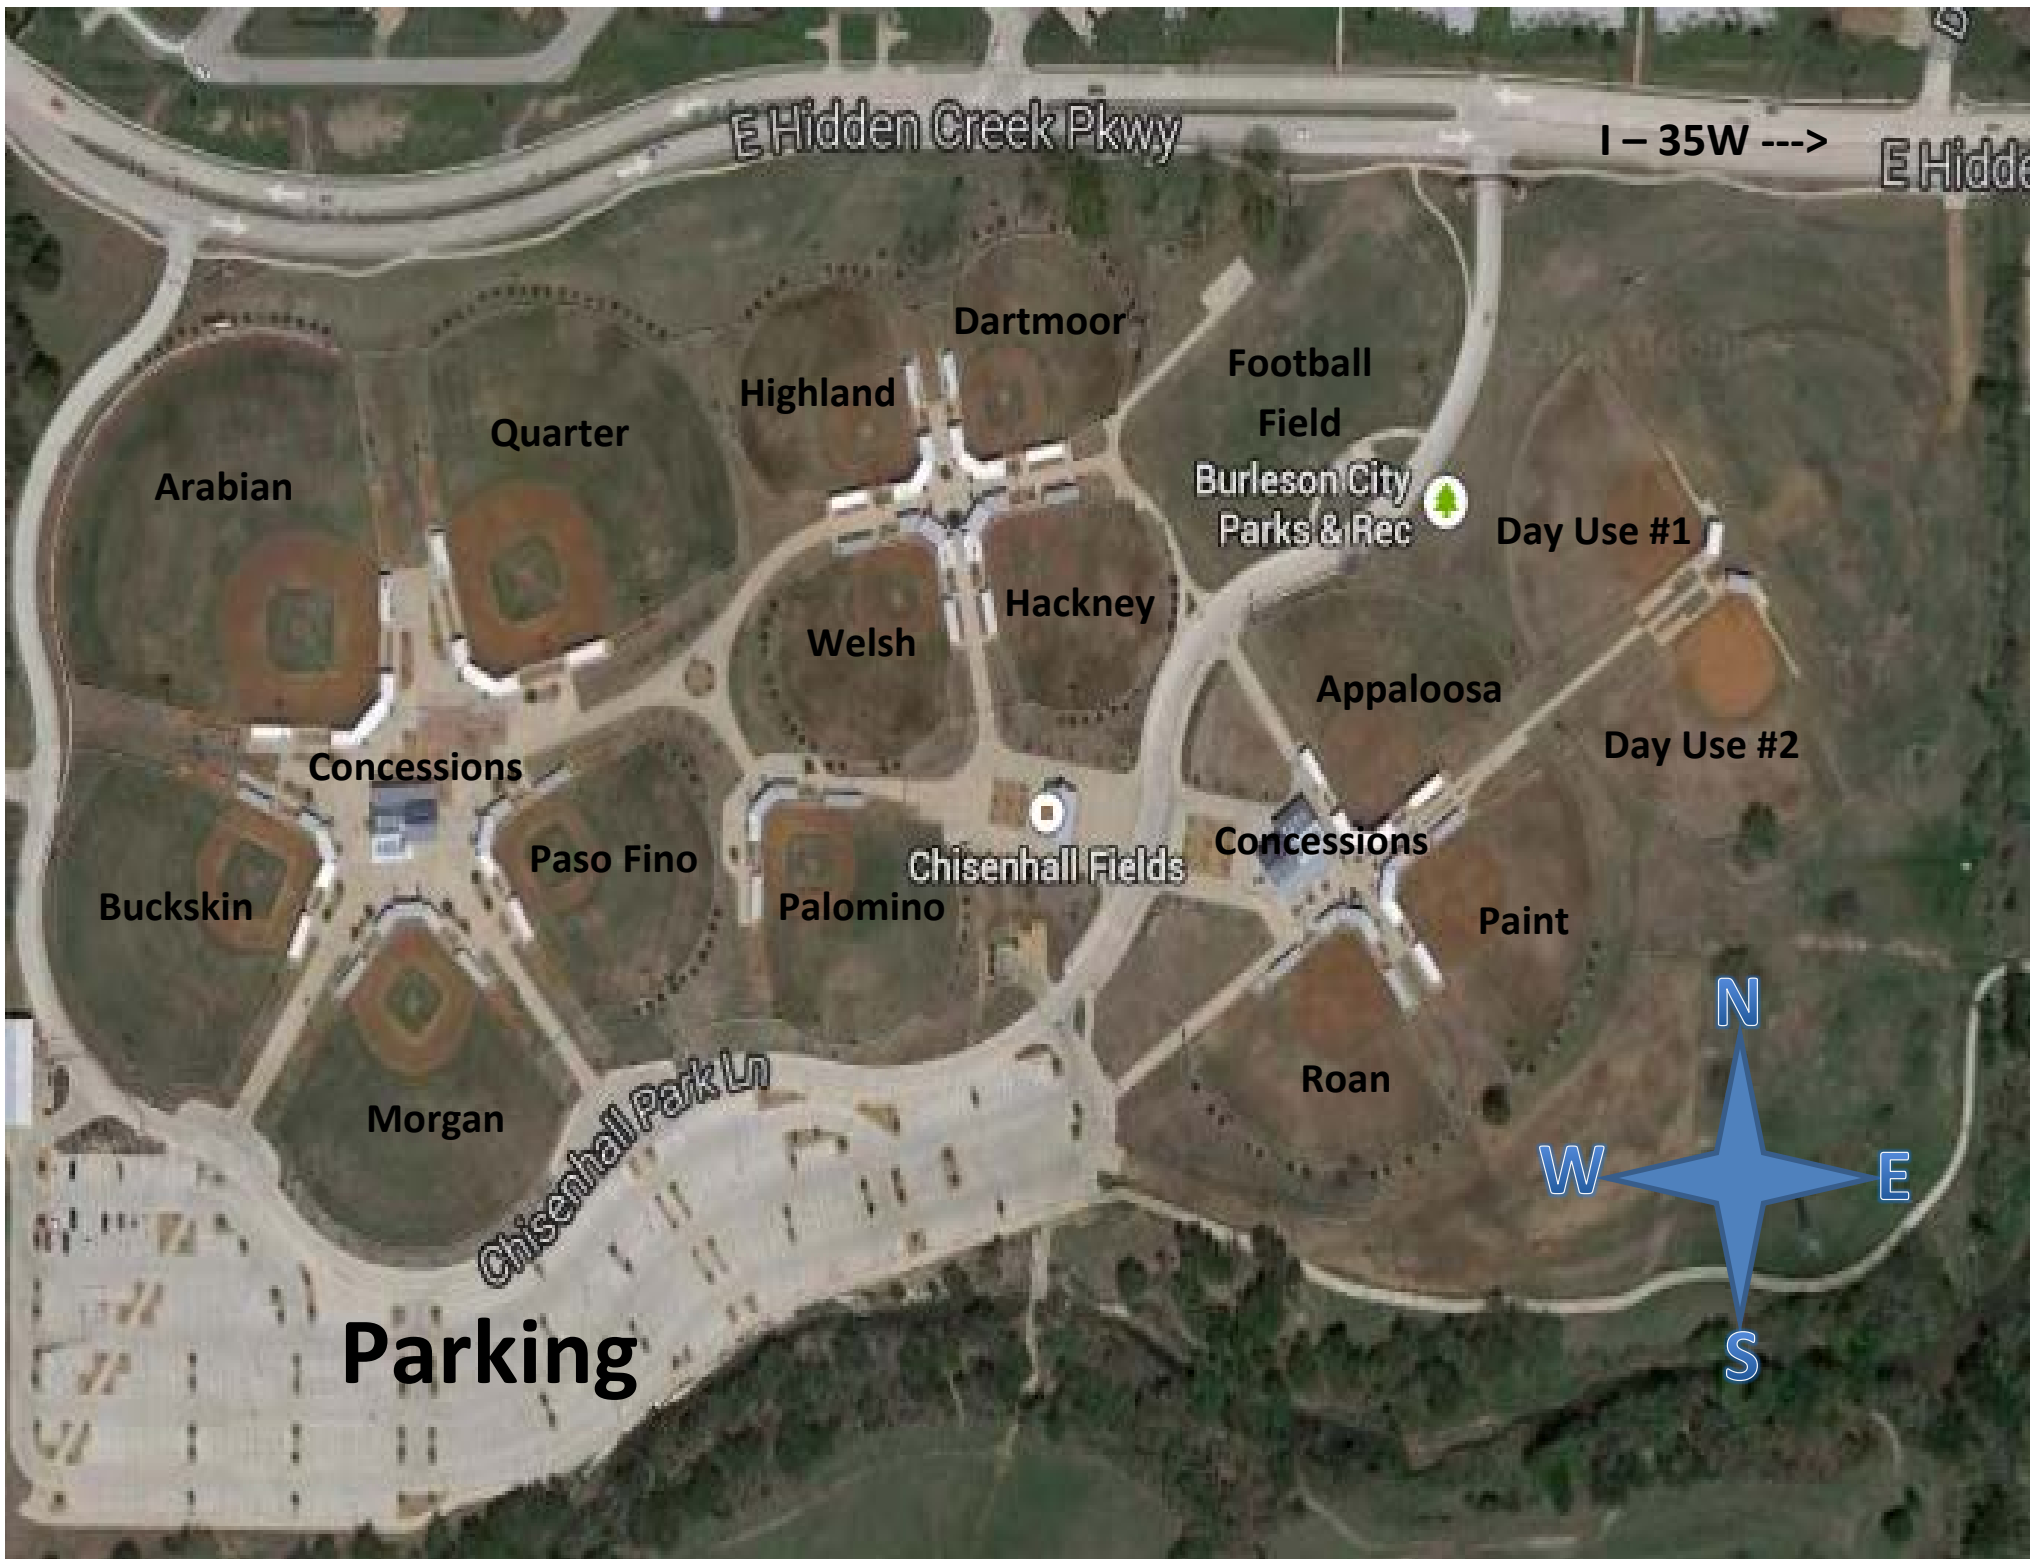 E Hidden Creek Pkwy
I – 35W --->
E Hidde
Dartmoor
Highland
Football
Field
Quarter
Arabian
Burleson City
Parks & Rec
Day Use #1
Hackney
Welsh
Appaloosa
Day Use #2
Concessions
Concessions
Paso Fino
Chisenhall Fields
Buckskin
Palomino
Paint
Morgan
Roan
Chisenhall Park Ln
Parking
N
W
E
S